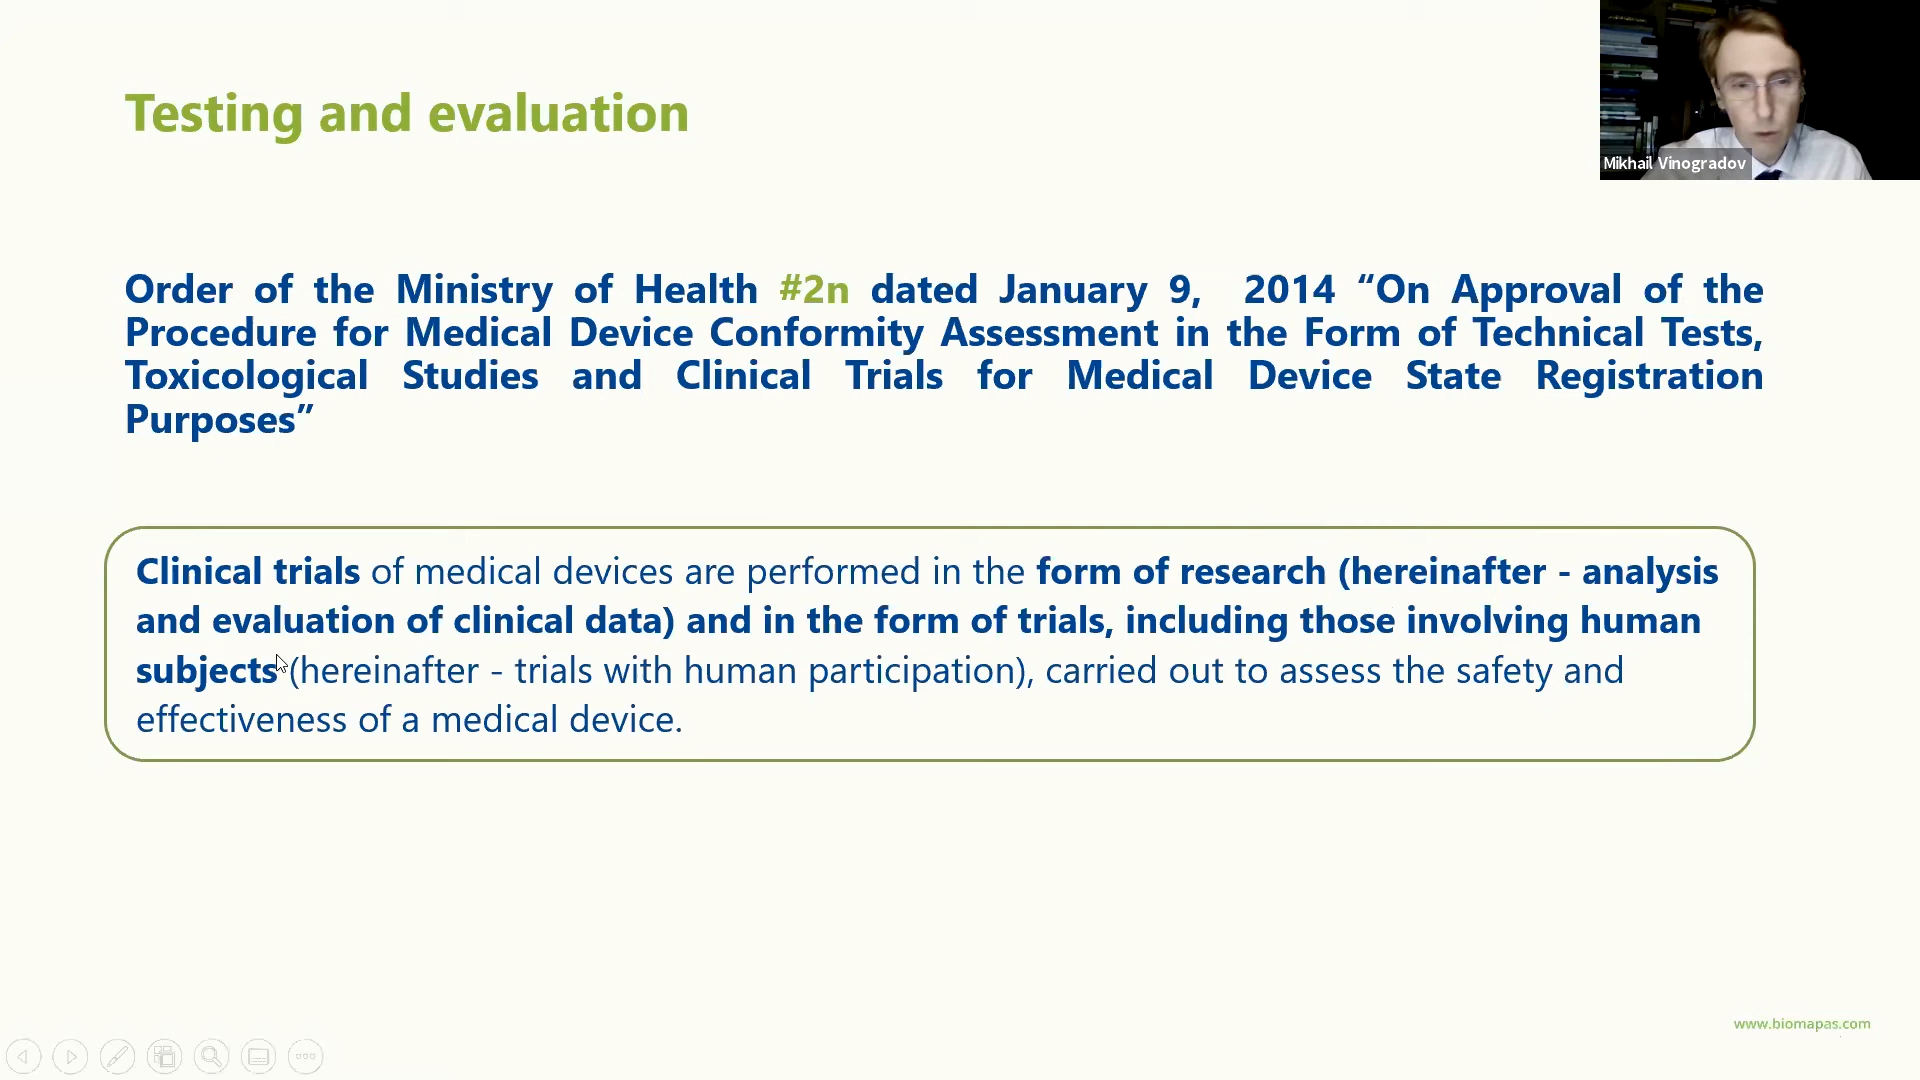 Testing and evaluation
Mikhail Vinogradov
Order of the Ministry of Health #2n dated January 9, 2014 “On Approval of the
Procedure for Medical Device Conformity Assessment in the Form of Technical Tests,
Toxicological Studies and Clinical Trials for Medical Device State Registration
Purposes”
Clinical trials of medical devices are performed in the form of research (hereinafter - analysis
and evaluation of clinical data) and in the form of trials, including those involving human
subjects (hereinafter - trials with human participation), carried out to assess the safety and
effectiveness of a medical device.
www.biomapas.com